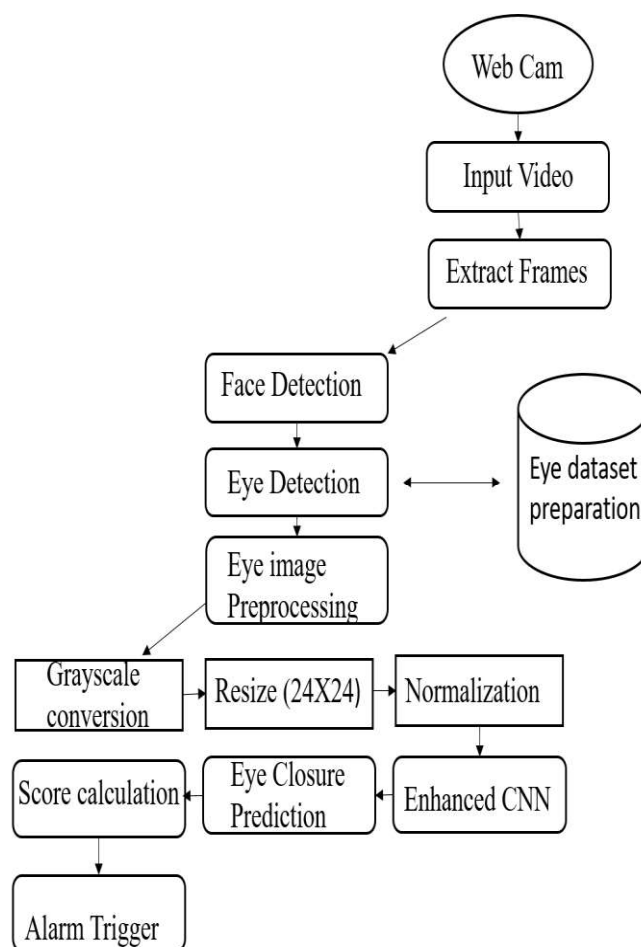 Web Cam
Input Video
Extract Frames
Face Detection
Eye Detection
Eye dataset
preparation
Eye image
Preprocessing
Grayscale
conversion
Resize (24X24)
Normalization
Score calculation
Eye Closure
Prediction
Enhanced CNN
Alarm Trigger